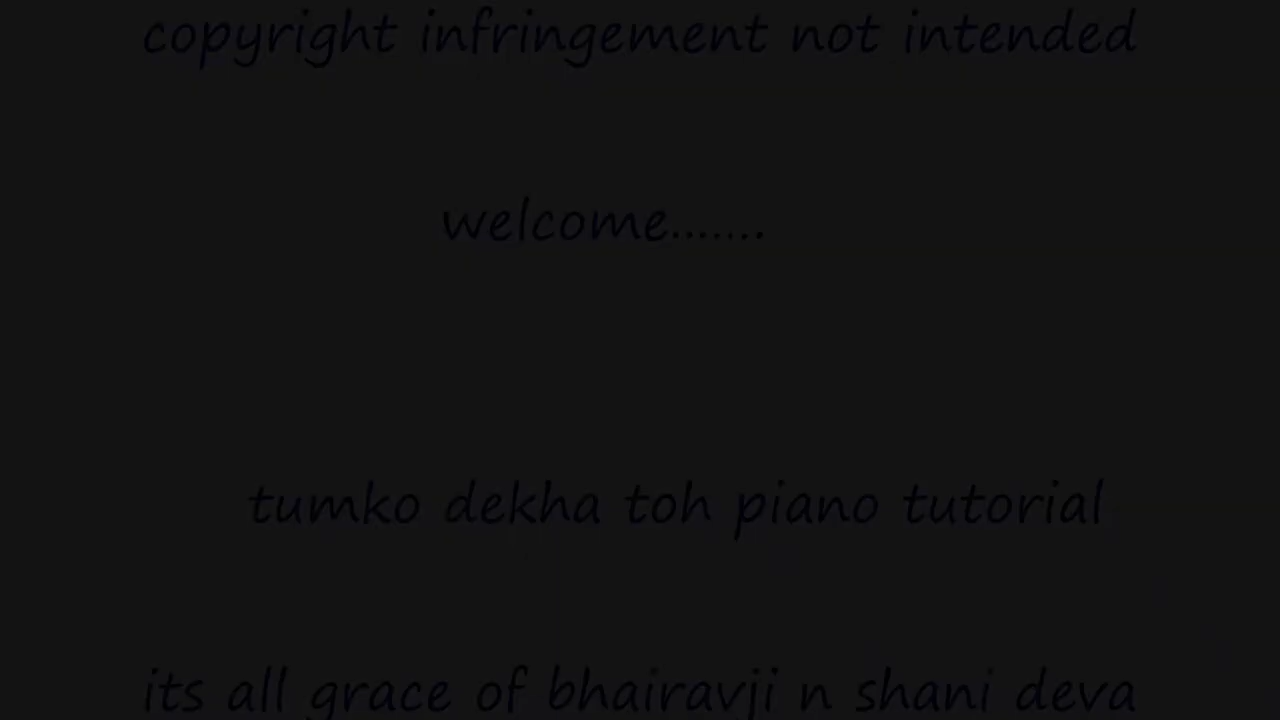 copyright infringement not intended
welcome.......
tumko dekha toh piano tutorial
its all grace of bhairavji n shani deva